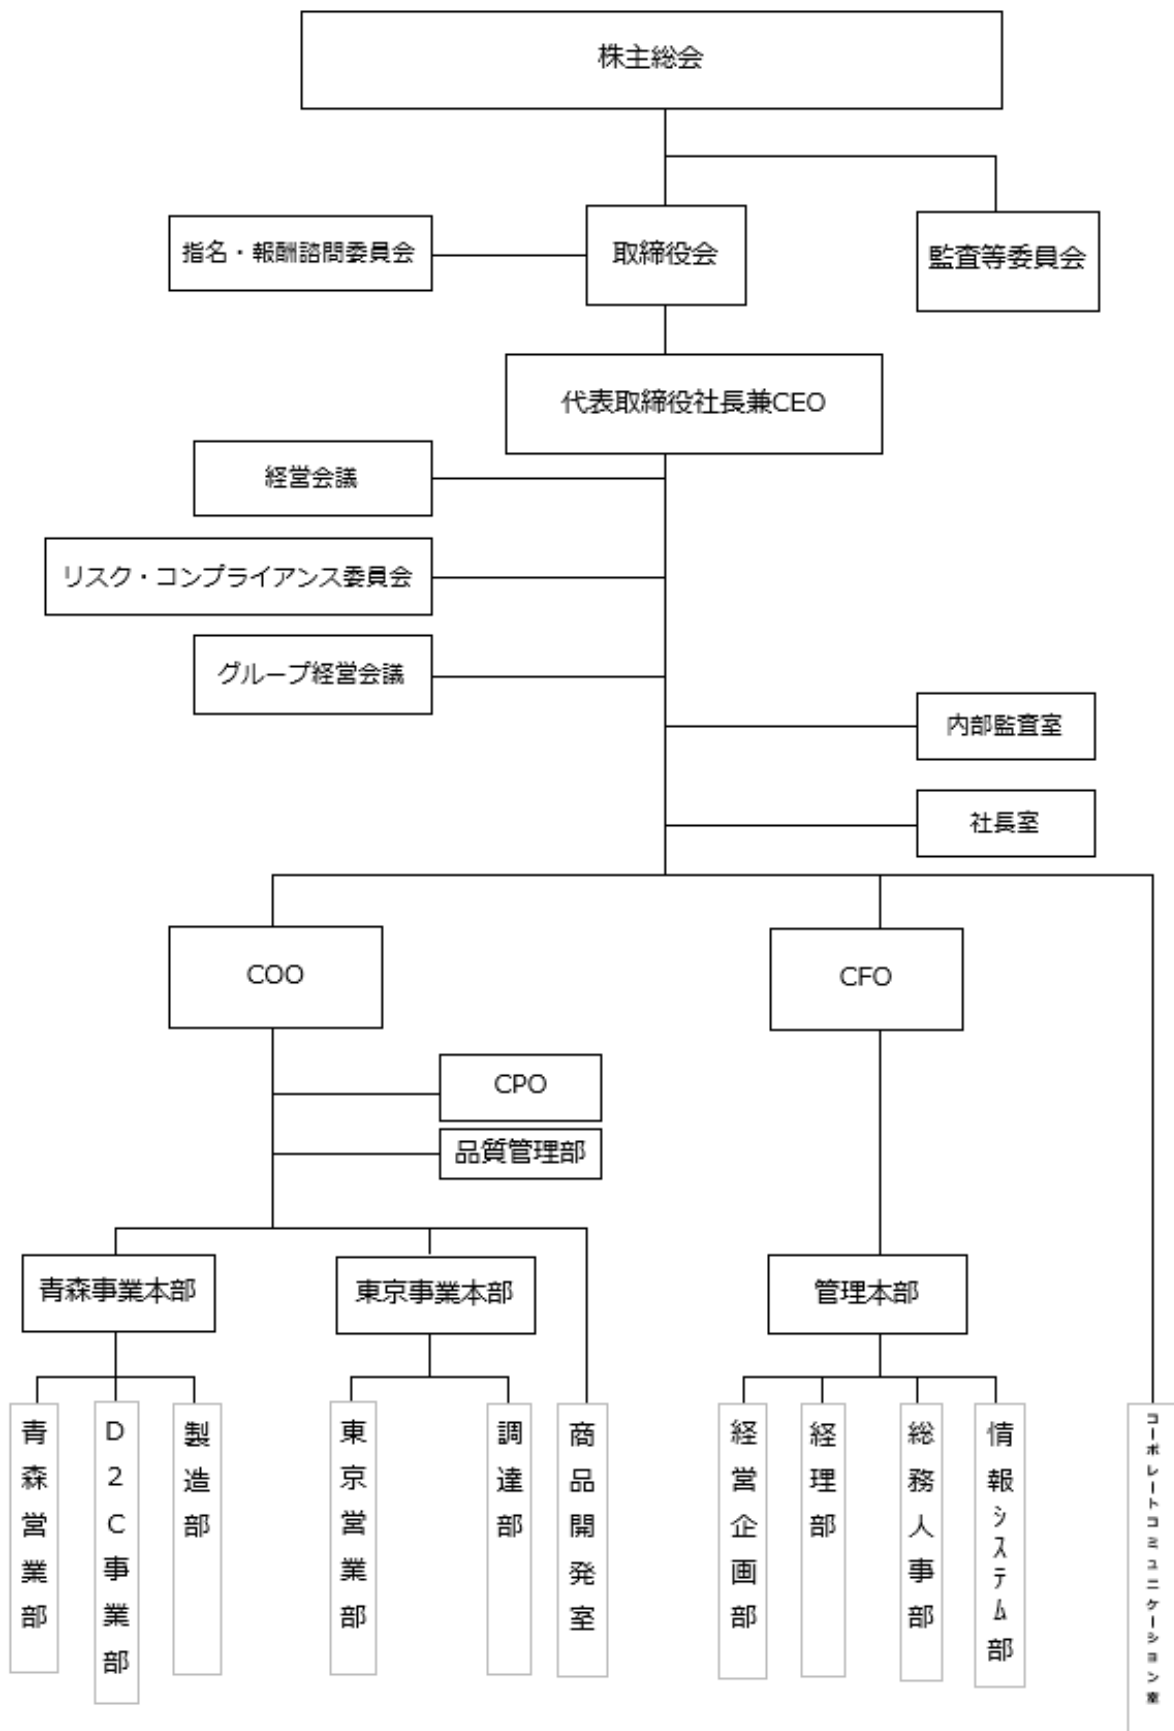 株主総会
指名・報酬諮問委員会
取締役会
監査等委員会
代表取締役社長兼CEO
経営会議
リスク・コンプライアンス委員会
グループ経営会議
内部監査室
社長室
COO
CFO
CPO
品質管理部
青森事業本部
東京事業本部
管理本部
青森営業部
D2C事業部
製造部
東京営業部
調達部
商品開発室
経営企画部
経理部
総務人事部
情報システム部
コーポレートコミュニケーション室